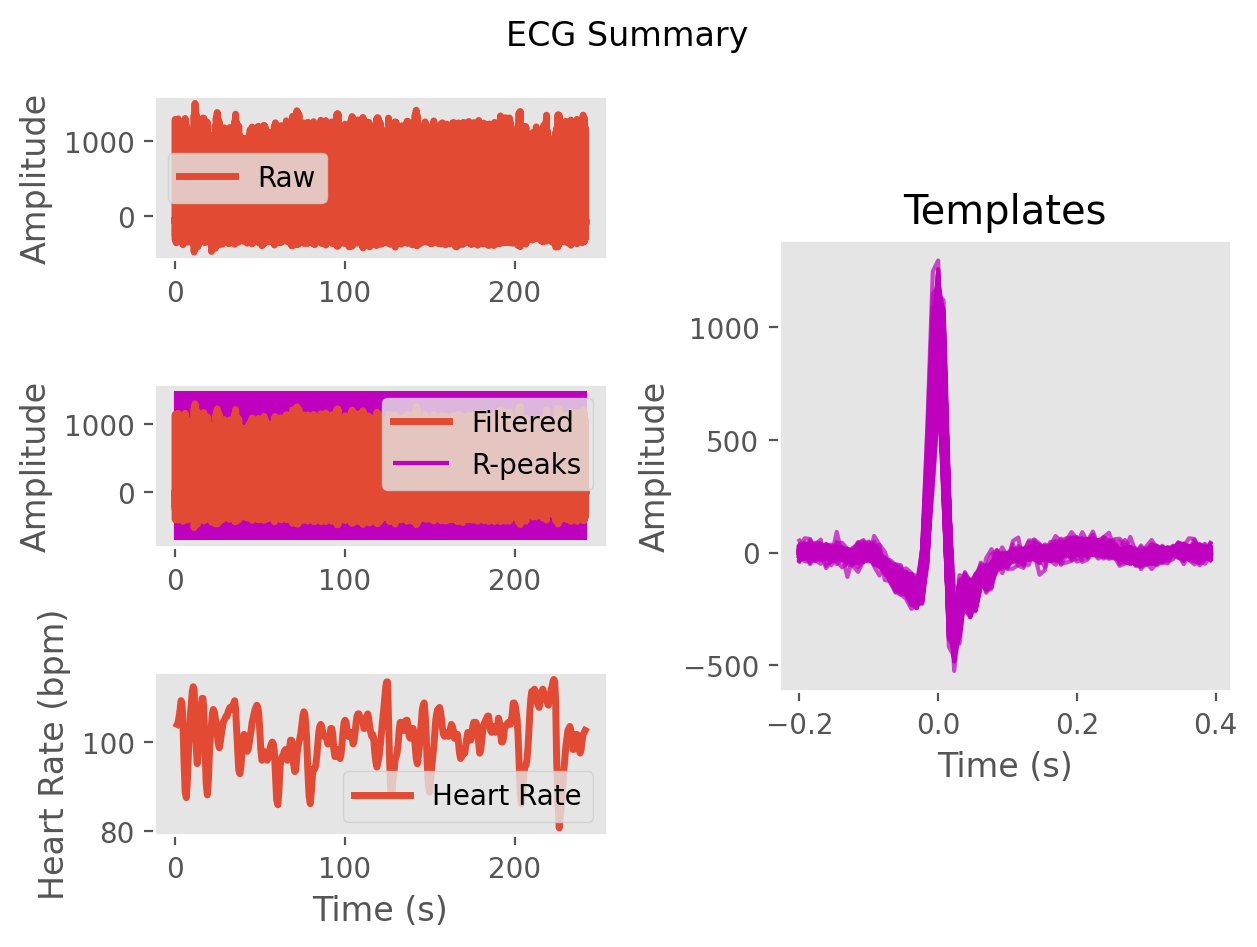 ECG Summary
Amplitude
1000
0
Raw
0 100 200
Amplitude
1000
0
Filtered
R-peaks
0 100 200
Heart Rate (bpm)
100
80
Heart Rate
0 100 200
Time (s)
Templates
Amplitude
1000
500
0
−500
−0.2 0.0 0.2 0.4
Time (s)